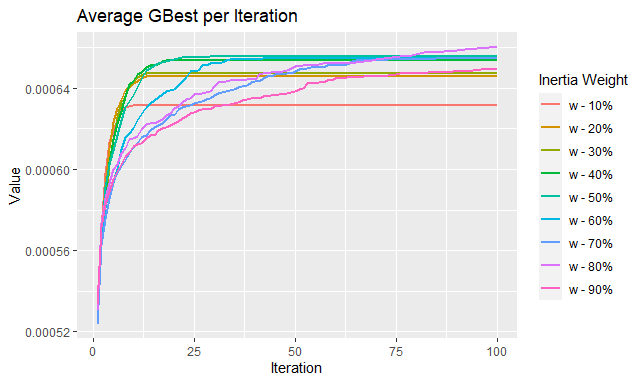 Average GBest per Iteration
Value
0.00064
0.00060
0.00056
0.00052
0
25
50
75
100
Iteration
Inertia Weight
w - 10%
w - 20%
w - 30%
w - 40%
w - 50%
w - 60%
w - 70%
w - 80%
w - 90%